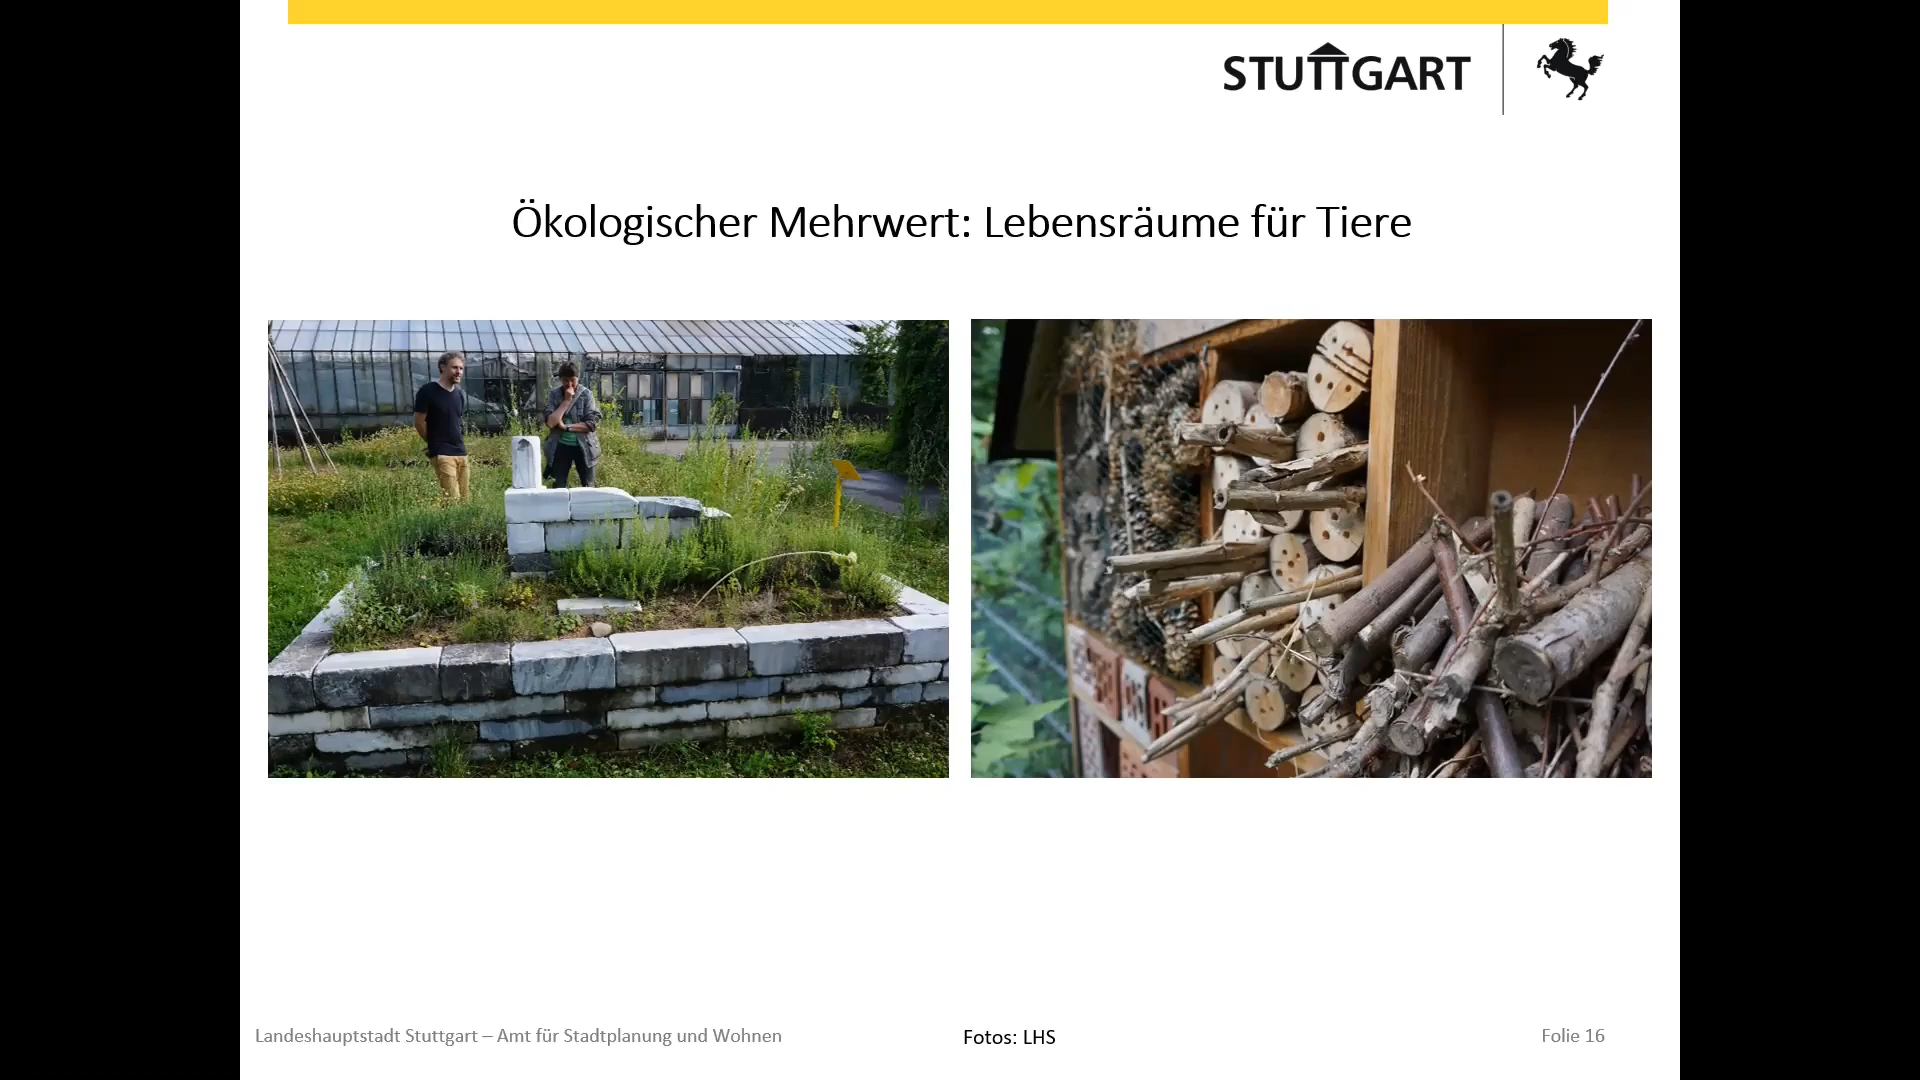 STUTTGART
Ökologischer Mehrwert: Lebensräume für Tiere
Landeshauptstadt Stuttgart – Amt für Stadtplanung und Wohnen
Fotos: LHS
Folie 16